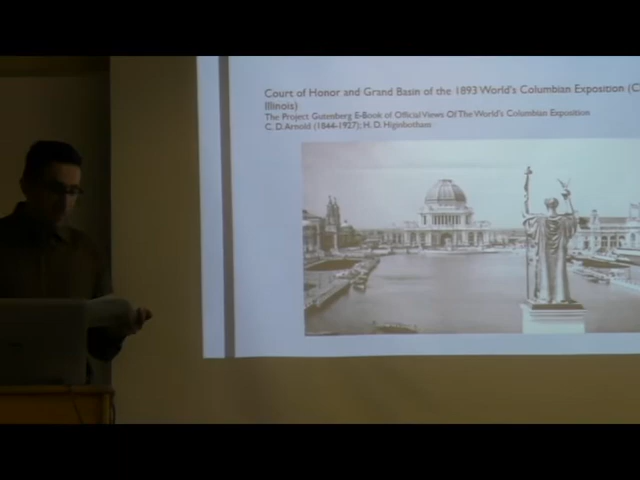 Court of Honor and Grand Basin of the 1893 World's Columbian Exposition (C
Illinois)
The Project Gutenberg E-Book of Official Views Of The World's Columbian Exposition
C. D. Arnold (1844-1927); H. D. Higinbotham